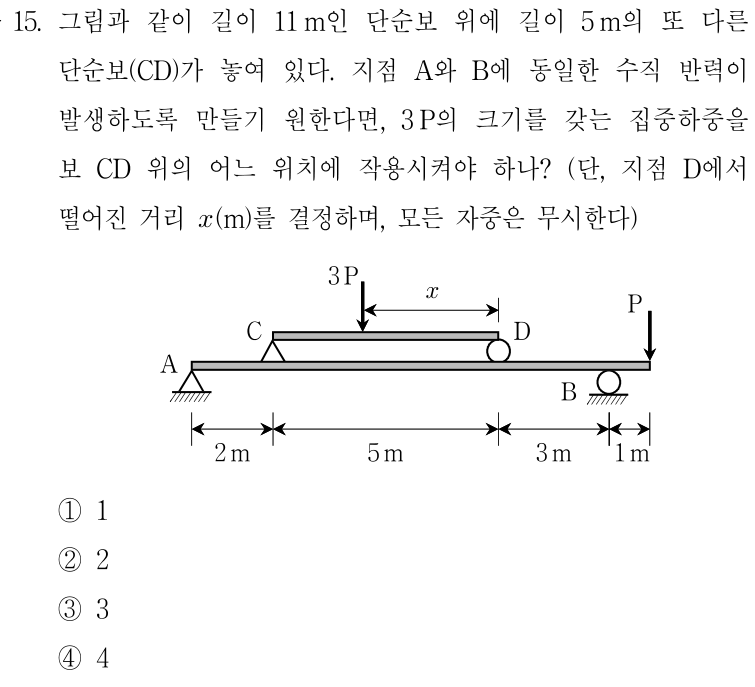 15. 그림과 같이 길이 11 m인 단순보 위에 길이 5 m의 또 다른
단순보(CD)가 놓여 있다. 지점 A와 B에 동일한 수직 반력이
발생하도록 만들기 원한다면, 3 P의 크기를 갖는 집중하중을
보 CD 위의 어느 위치에 작용시켜야 하나? (단, 지점 D에서
떨어진 거리 x(m)를 결정하며, 모든 자중은 무시한다)
3 P
x
P
C
D
A
B
2 m
5 m
3 m
1 m
① 1
② 2
③ 3
④ 4